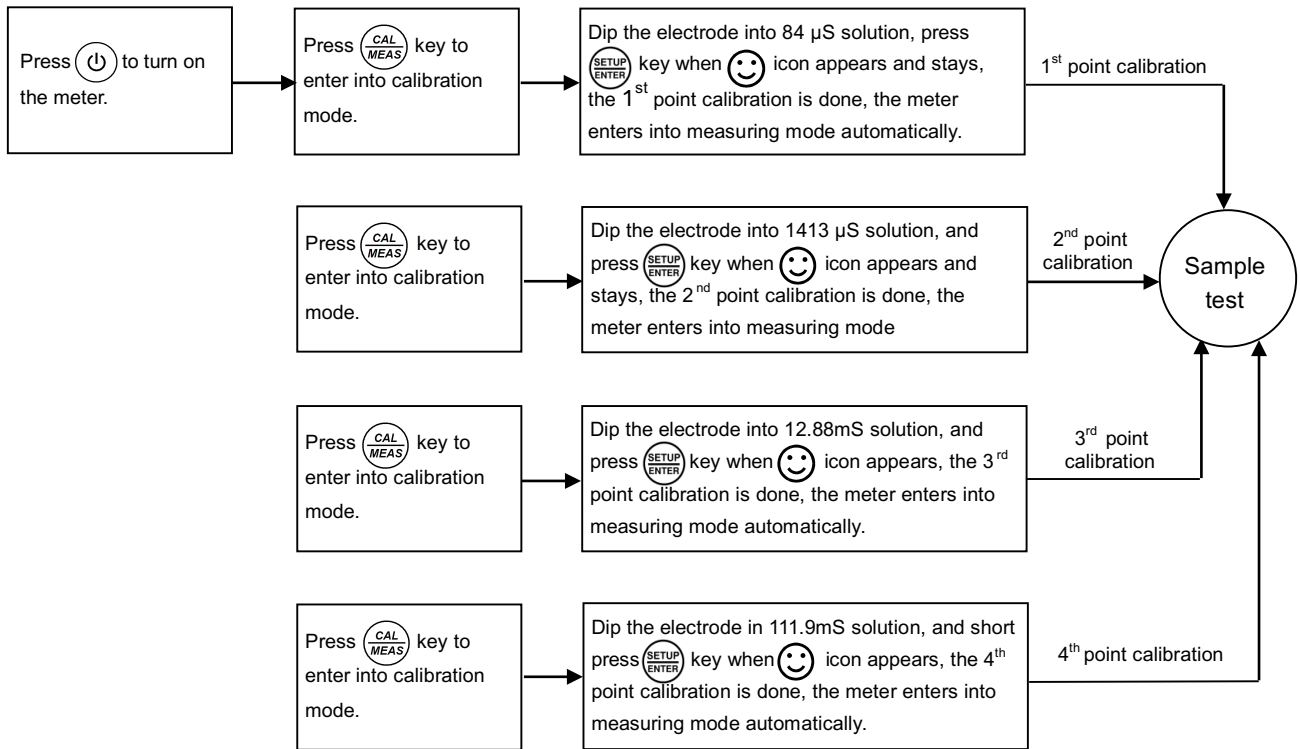 Press ⏻ to turn on
the meter.
Press CAL/MEAS key to
enter into calibration
mode.
Dip the electrode into 84 µS solution, press
SETUP/ENTER key when ☺ icon appears and stays,
the 1st point calibration is done, the meter
enters into measuring mode automatically.
1st point calibration
Press CAL/MEAS key to
enter into calibration
mode.
Dip the electrode into 1413 µS solution, and
press SETUP/ENTER key when ☺ icon appears and
stays, the 2nd point calibration is done, the
meter enters into measuring mode
2nd point
calibration
Sample
test
Press CAL/MEAS key to
enter into calibration
mode.
Dip the electrode into 12.88mS solution, and
press SETUP/ENTER key when ☺ icon appears, the 3rd
point calibration is done, the meter enters into
measuring mode automatically.
3rd point
calibration
Press CAL/MEAS key to
enter into calibration
mode.
Dip the electrode in 111.9mS solution, and short
press SETUP/ENTER key when ☺ icon appears, the 4th
point calibration is done, the meter enters into
measuring mode automatically.
4th point calibration